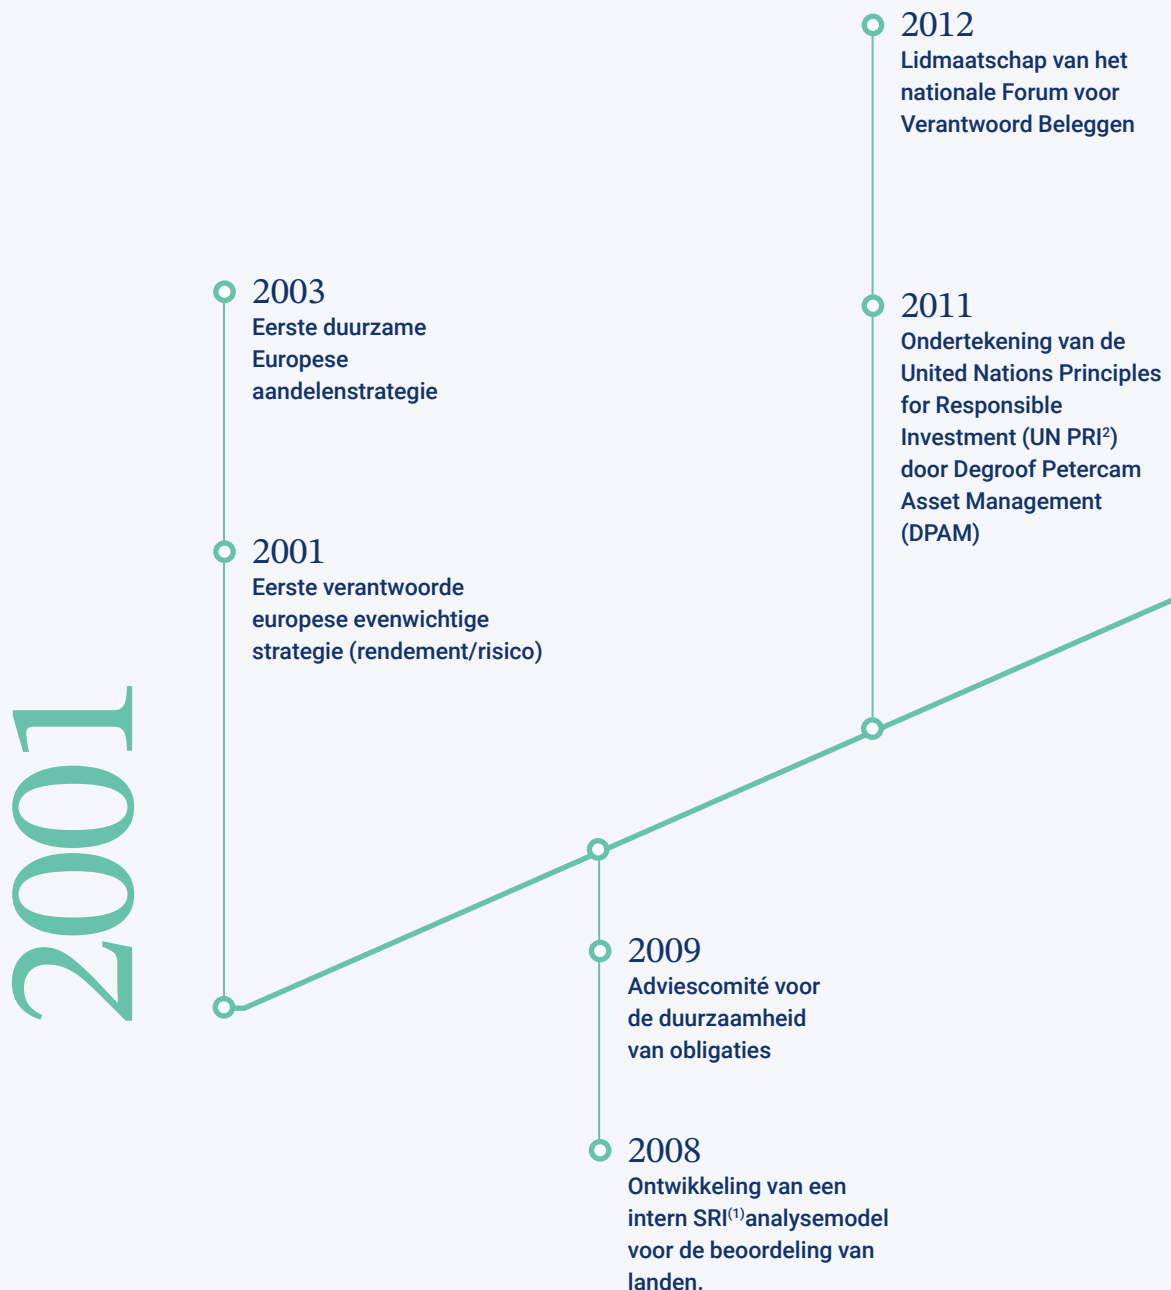 2001
2003
Eerste duurzame
Europese
aandelenstrategie
2001
Eerste verantwoorde
europese evenwichtige
strategie (rendement/risico)
2009
Adviescomité voor
de duurzaamheid
van obligaties
2008
Ontwikkeling van een
intern SRI⁽¹⁾analysemodel
voor de beoordeling van
landen.
2012
Lidmaatschap van het
nationale Forum voor
Verantwoord Beleggen
2011
Ondertekening van de
United Nations Principles
for Responsible
Investment (UN PRI²)
door Degroof Petercam
Asset Management
(DPAM)